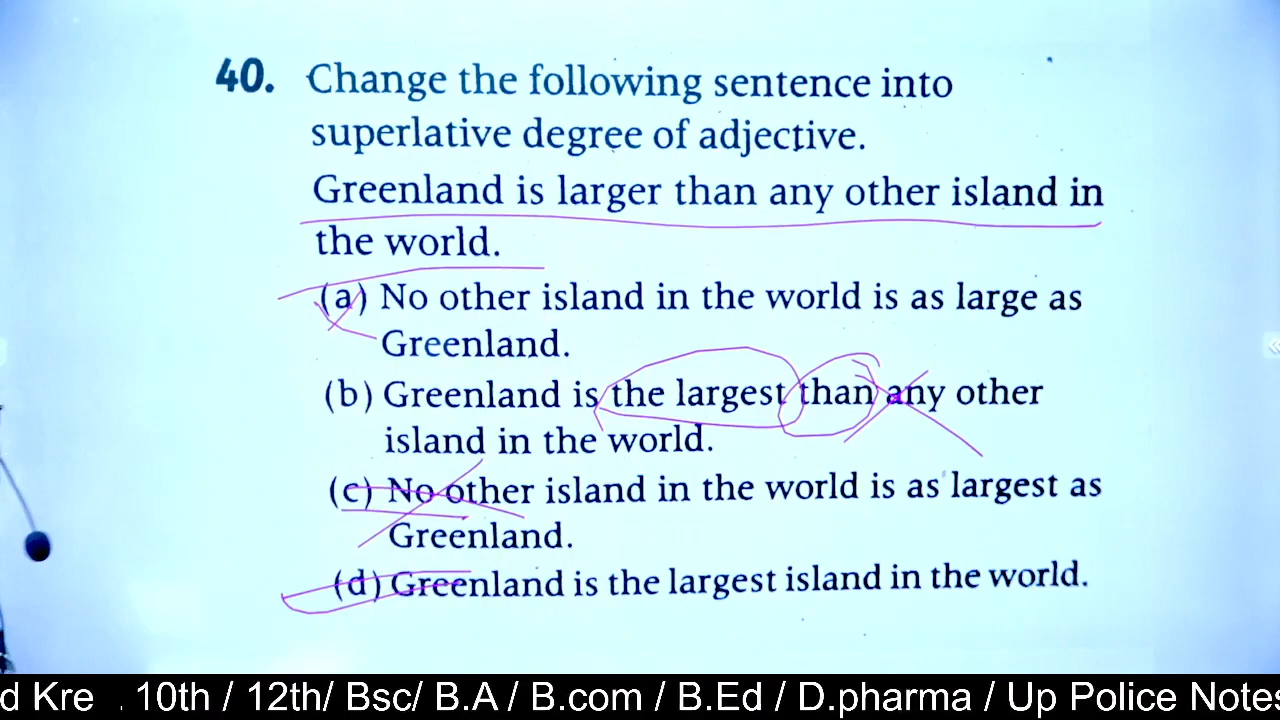 40. Change the following sentence into
superlative degree of adjective.
Greenland is larger than any other island in
the world.
(a) No other island in the world is as large as
Greenland.
(b) Greenland is the largest than any other
island in the world.
(c) No other island in the world is as largest as
Greenland.
(d) Greenland is the largest island in the world.
d Kre . 10th / 12th/ Bsc/ B.A / B.com / B.Ed / D.pharma / Up Police Notes